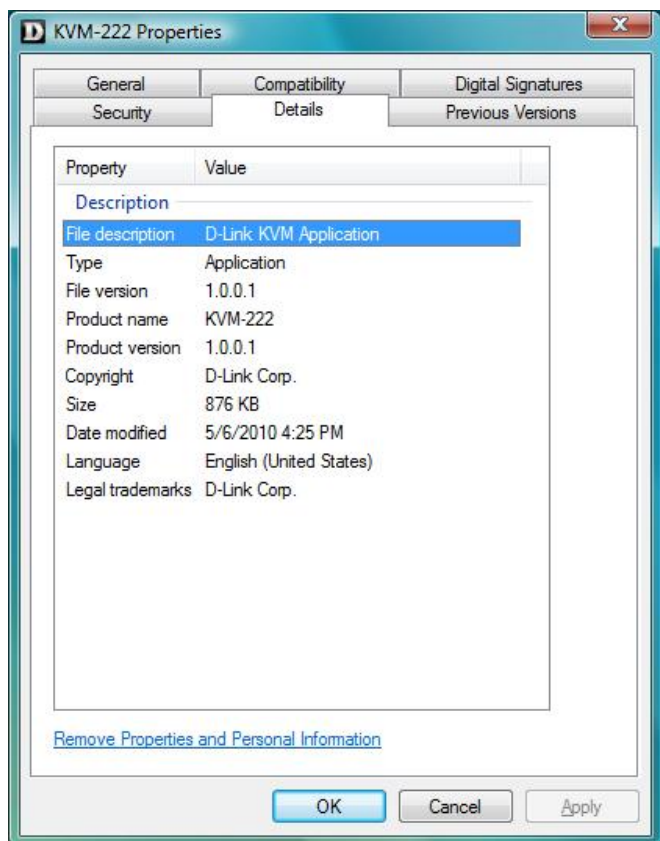 D KVM-222 Properties X
General Compatibility Digital Signatures
Security Details Previous Versions
Property Value
Description
File description D-Link KVM Application
Type Application
File version 1.0.0.1
Product name KVM-222
Product version 1.0.0.1
Copyright D-Link Corp.
Size 876 KB
Date modified 5/6/2010 4:25 PM
Language English (United States)
Legal trademarks D-Link Corp.
Remove Properties and Personal Information
OK Cancel Apply